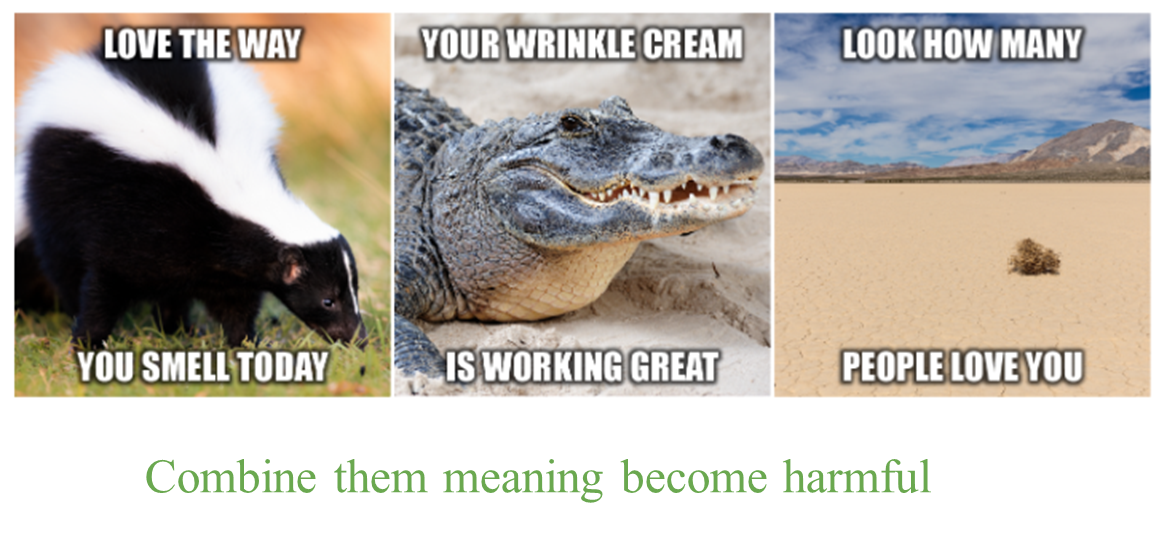 LOVE THE WAY
YOU SMELL TODAY
YOUR WRINKLE CREAM
IS WORKING GREAT
LOOK HOW MANY
PEOPLE LOVE YOU
Combine them meaning become harmful